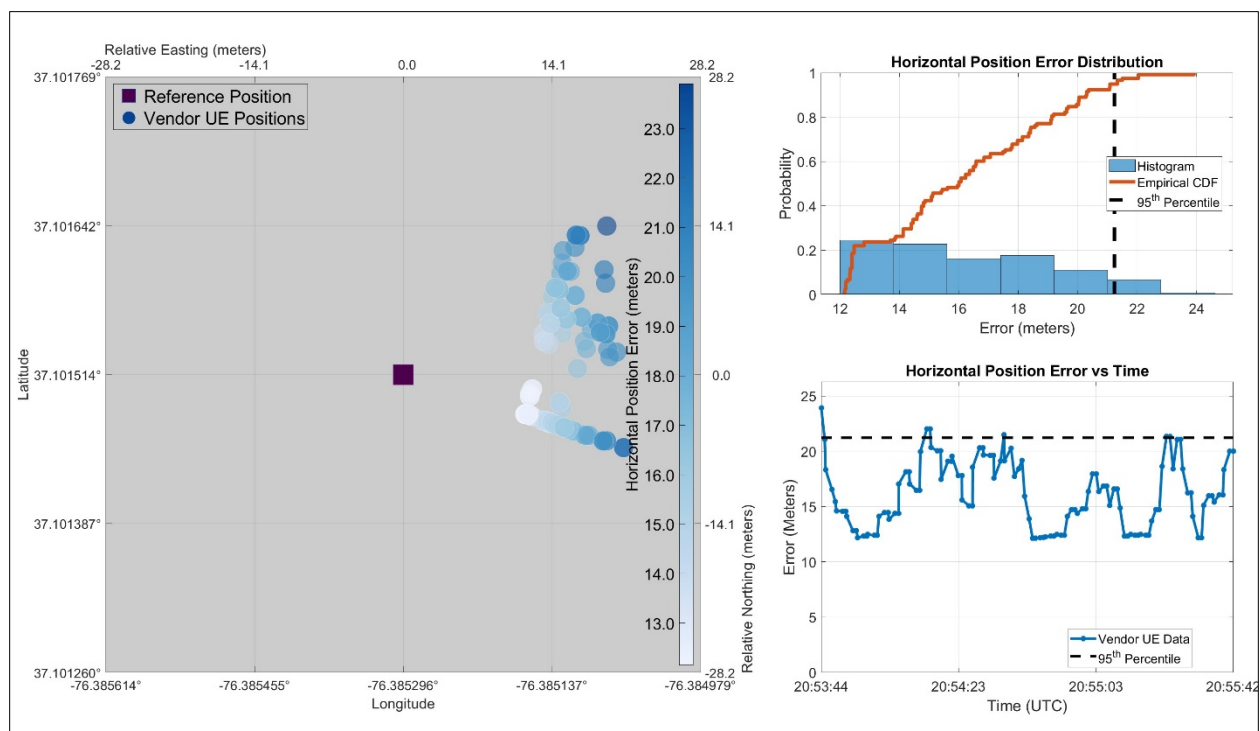 Relative Easting (meters)
-28.2 -14.1 0.0 14.1 28.2
37.101769° 28.2
Reference Position
Vendor UE Positions
23.0
22.0
37.101642° 21.0 14.1
20.0
19.0
37.101514° 18.0 0.0
17.0
16.0
37.101387° 15.0 -14.1
14.0
13.0
37.101260° -28.2
-76.385614° -76.385455° -76.385296° -76.385137° -76.384979°
Longitude
Latitude
Horizontal Position Error (meters)
Relative Northing (meters)
Horizontal Position Error Distribution
1
0.8
0.6
0.4
0.2
0
Probability
Histogram
Empirical CDF
95th Percentile
12 14 16 18 20 22 24
Error (meters)
Horizontal Position Error vs Time
25
20
15
10
5
0
Error (Meters)
Vendor UE Data
95th Percentile
20:53:44 20:54:23 20:55:03 20:55:42
Time (UTC)